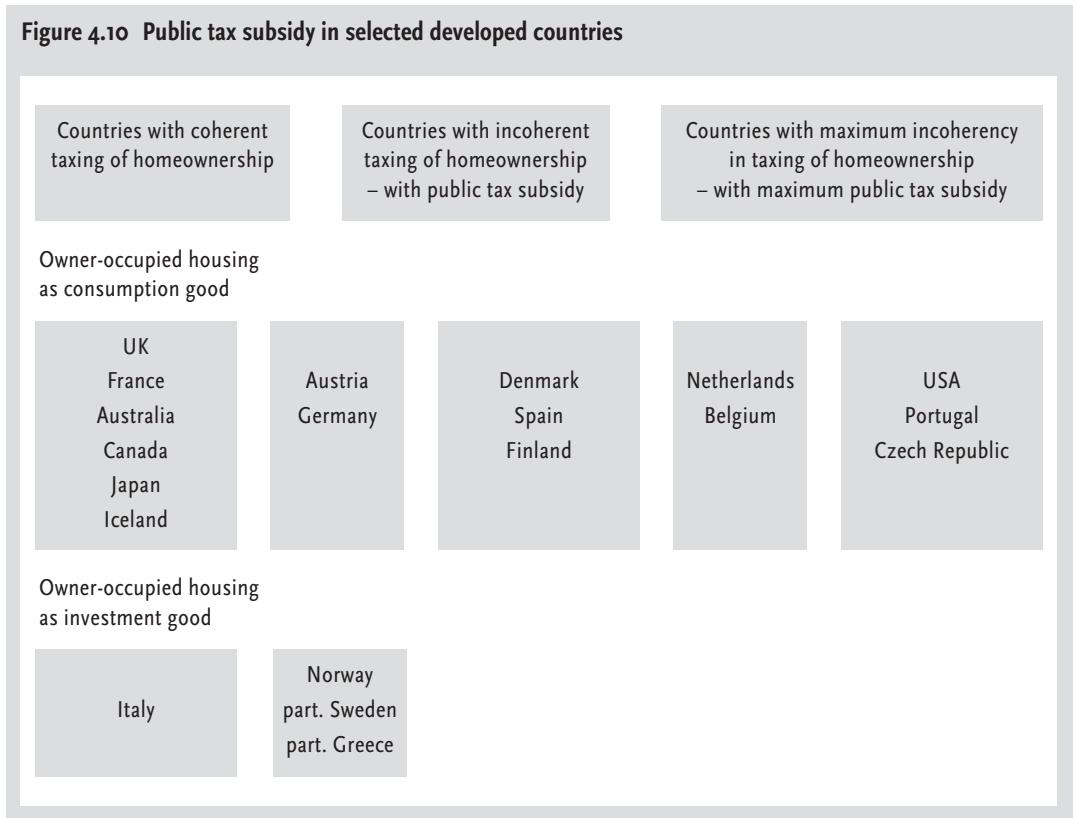 Figure 4.10 Public tax subsidy in selected developed countries
Countries with coherent
taxing of homeownership
Countries with incoherent
taxing of homeownership
– with public tax subsidy
Countries with maximum incoherency
in taxing of homeownership
– with maximum public tax subsidy
Owner-occupied housing
as consumption good
UK
France
Australia
Canada
Japan
Iceland
Austria
Germany
Denmark
Spain
Finland
Netherlands
Belgium
USA
Portugal
Czech Republic
Owner-occupied housing
as investment good
Italy
Norway
part. Sweden
part. Greece